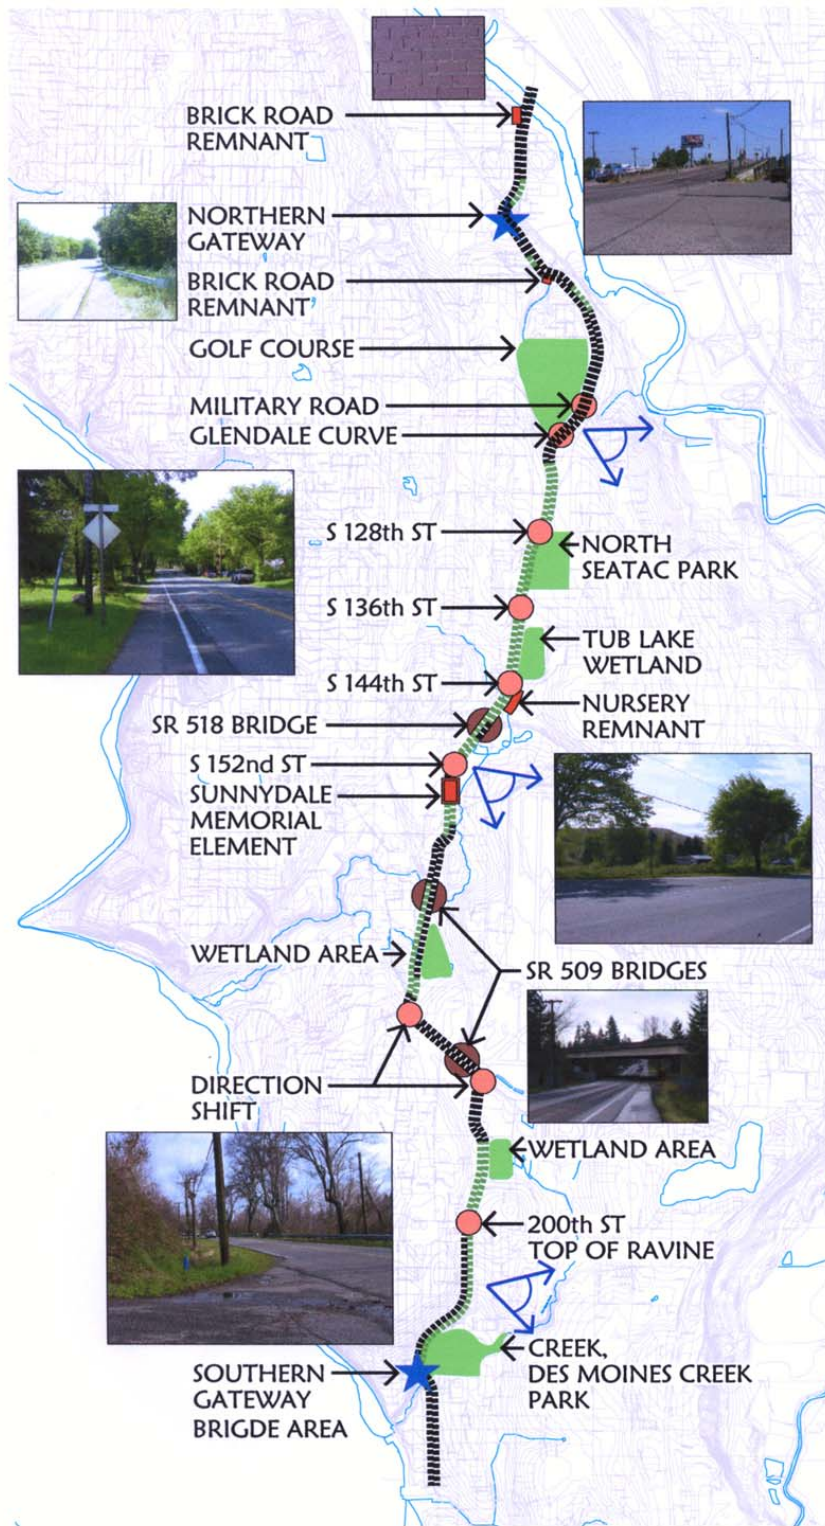 BRICK ROAD
REMNANT
NORTHERN
GATEWAY
BRICK ROAD
REMNANT
GOLF COURSE
MILITARY ROAD
GLENDALE CURVE
S 128th ST
NORTH
SEATAC PARK
S 136th ST
TUB LAKE
WETLAND
S 144th ST
NURSERY
REMNANT
SR 518 BRIDGE
S 152nd ST
SUNNYDALE
MEMORIAL
ELEMENT
WETLAND AREA
SR 509 BRIDGES
DIRECTION
SHIFT
WETLAND AREA
200th ST
TOP OF RAVINE
CREEK,
DES MOINES CREEK
PARK
SOUTHERN
GATEWAY
BRIGDE AREA